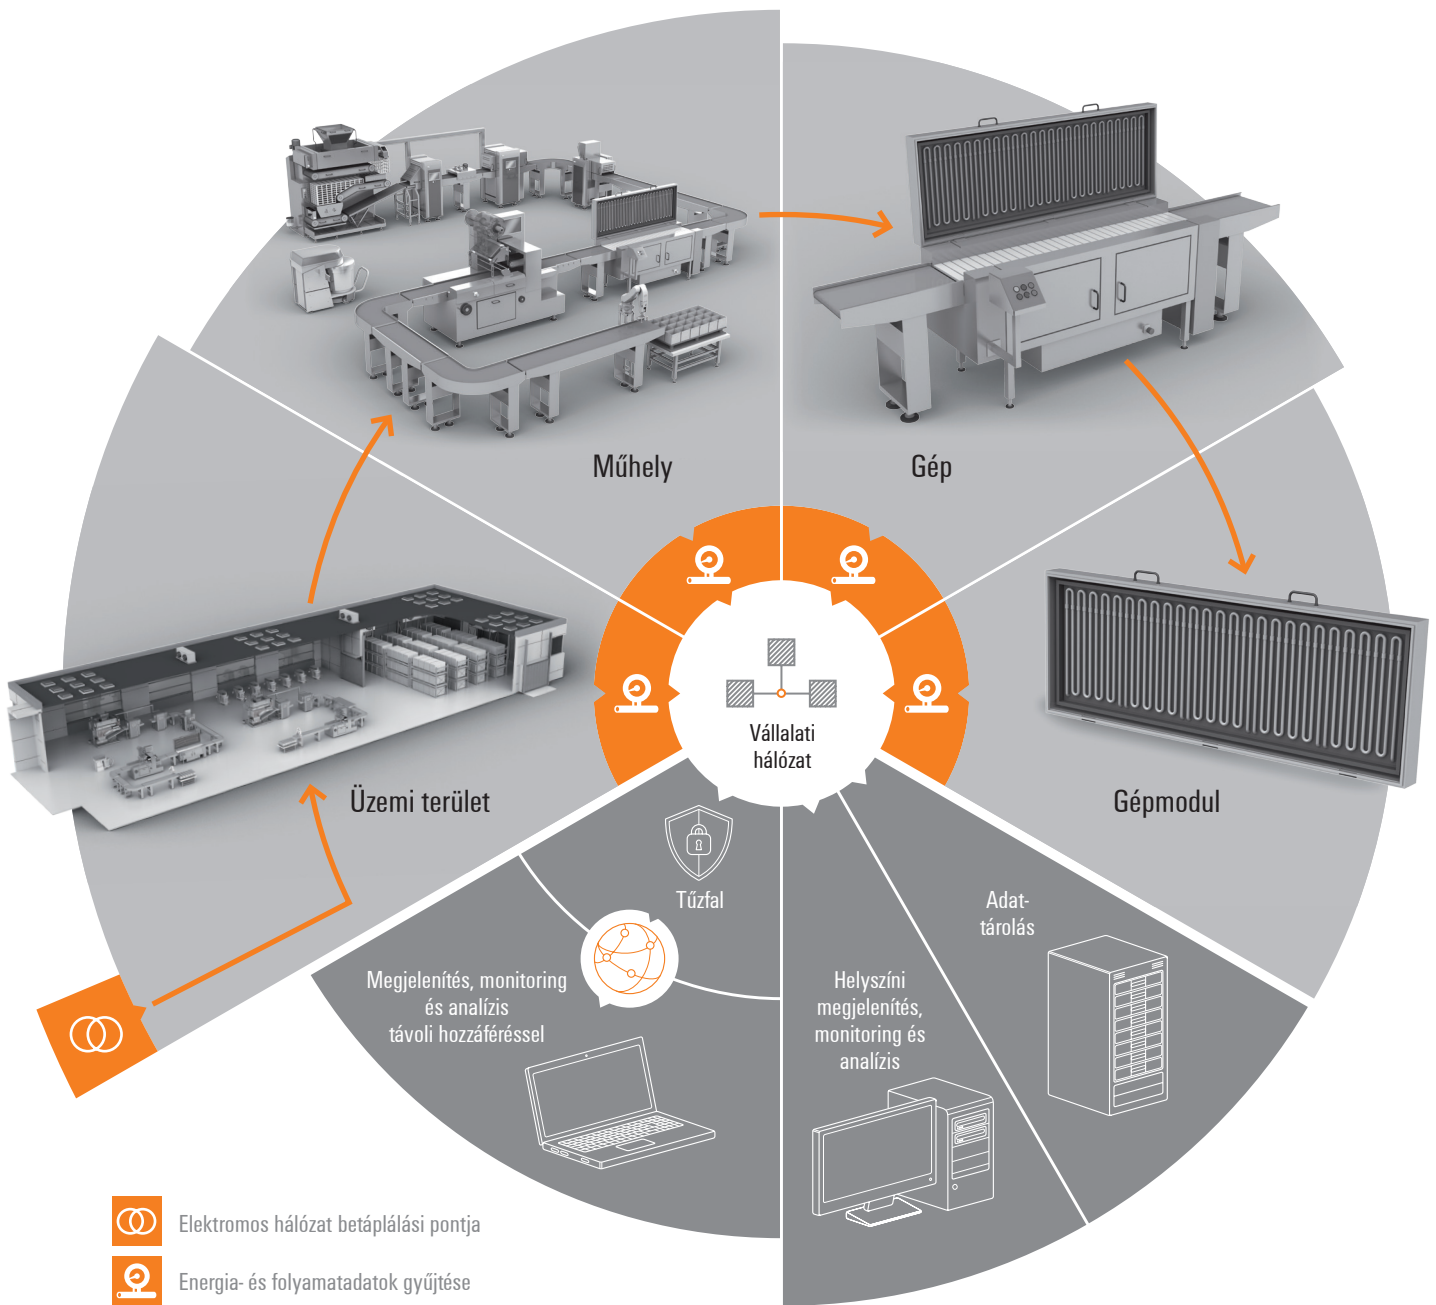 Műhely
Gép
Vállalati
hálózat
Üzemi terület
Gépmodul
Tűzfal
Adat-
tárolás
Megjelenítés, monitoring
és analízis
távoli hozzáféréssel
Helyszíni
megjelenítés,
monitoring és
analízis
Elektromos hálózat betáplálási pontja
Energia- és folyamatadatok gyűjtése